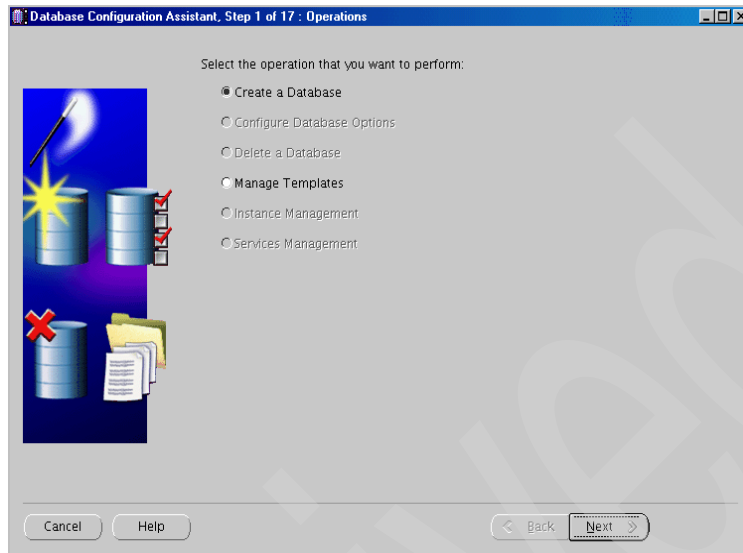 Database Configuration Assistant, Step 1 of 17 : Operations
Select the operation that you want to perform:
Create a Database
Configure Database Options
Delete a Database
Manage Templates
Instance Management
Services Management
Cancel
Help
Back
Next